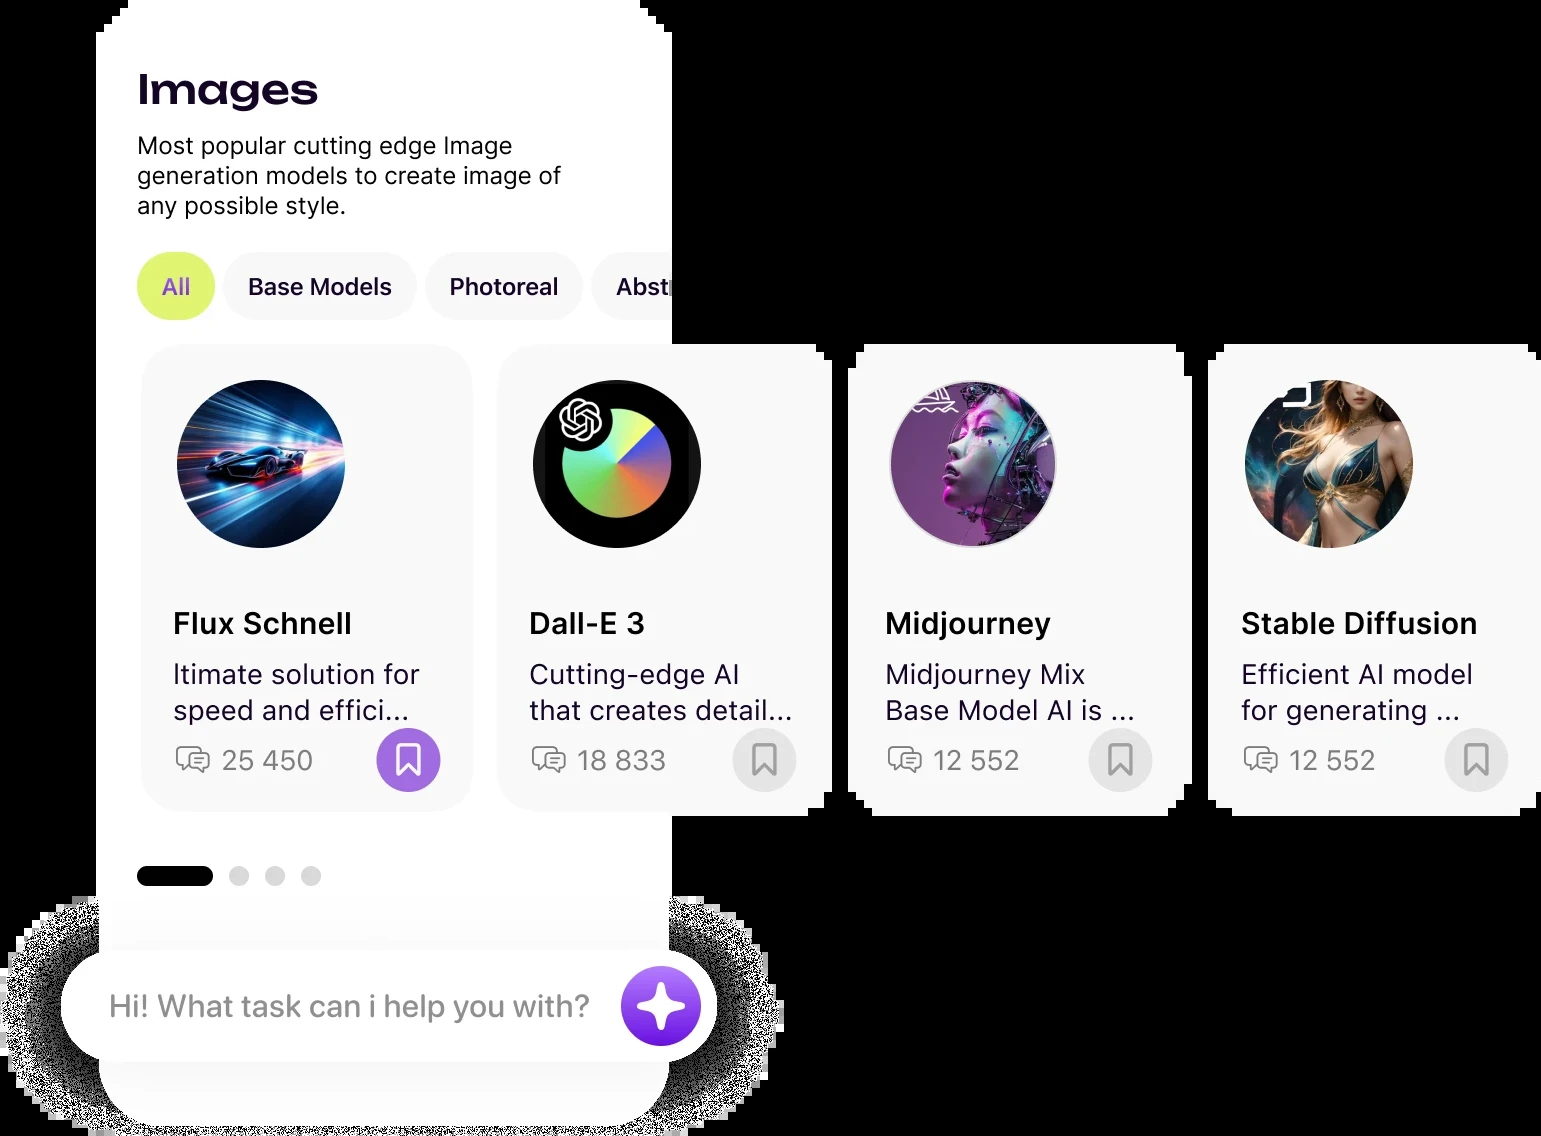 Images
Most popular cutting edge Image
generation models to create image of
any possible style.
All
Base Models
Photoreal
Abst
Flux Schnell
ltimate solution for
speed and effici...
25 450
Dall-E 3
Cutting-edge AI
that creates detail...
18 833
Midjourney
Midjourney Mix
Base Model AI is ...
12 552
Stable Diffusion
Efficient AI model
for generating ...
12 552
Hi! What task can i help you with?